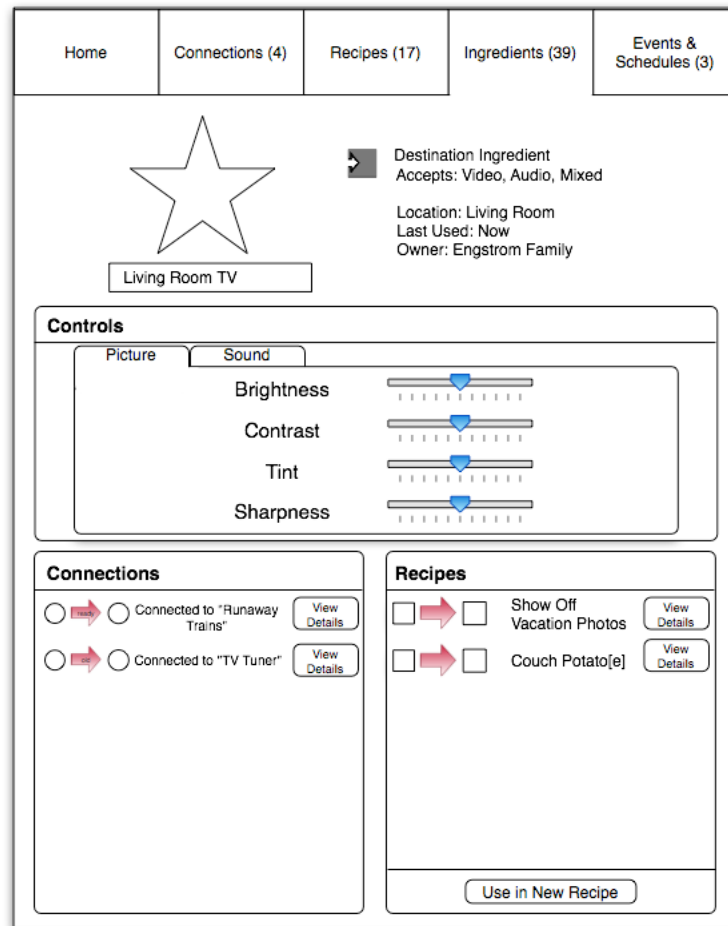 Home
Connections (4)
Recipes (17)
Ingredients (39)
Events &
Schedules (3)
Destination Ingredient
Accepts: Video, Audio, Mixed
Location: Living Room
Last Used: Now
Owner: Engstrom Family
Living Room TV
Controls
Picture
Sound
Brightness
Contrast
Tint
Sharpness
Connections
ready
Connected to "Runaway
Trains"
View
Details
Connected to "TV Tuner"
View
Details
Recipes
Show Off
Vacation Photos
View
Details
Couch Potato[e]
View
Details
Use in New Recipe